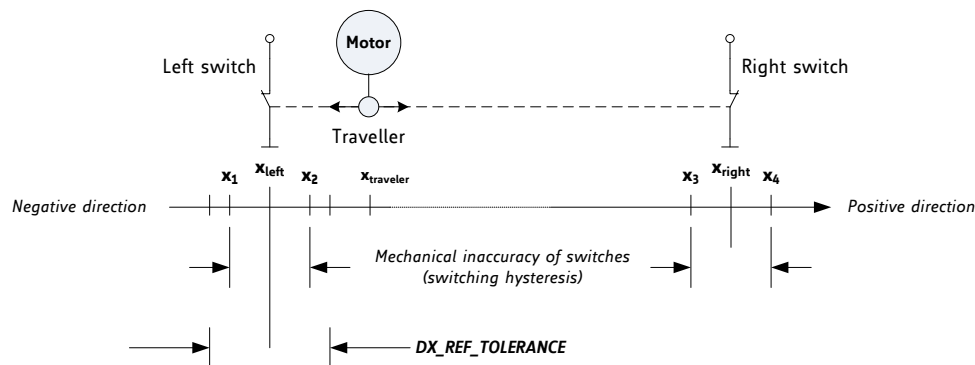 Motor
Left switch
Right switch
Traveller
x1
xleft
x2
xtraveler
x3
xright
x4
Negative direction
Positive direction
Mechanical inaccuracy of switches
(switching hysteresis)
DX_REF_TOLERANCE